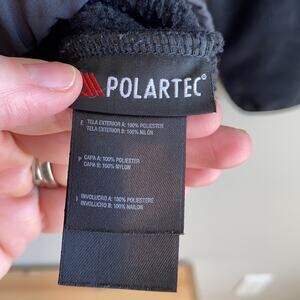 POLARTEC®
E TELA EXTERIOR A: 100% POLIESTER
TELA EXTERIOR B: 100% NILÓN
P CAPA A: 100% POLYESTER
CAPA B: 100% NYLON
I INVOLUCRO A: 100% POLIESTERE
INVOLUCRO B: 100% NAILON